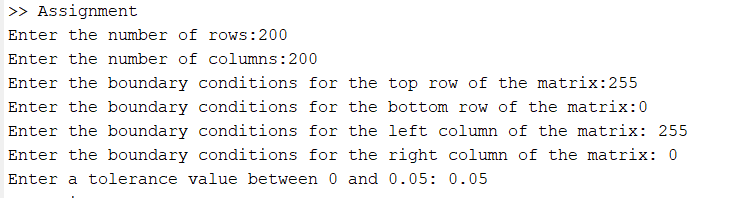 >> Assignment
Enter the number of rows:200
Enter the number of columns:200
Enter the boundary conditions for the top row of the matrix:255
Enter the boundary conditions for the bottom row of the matrix:0
Enter the boundary conditions for the left column of the matrix: 255
Enter the boundary conditions for the right column of the matrix: 0
Enter a tolerance value between 0 and 0.05: 0.05